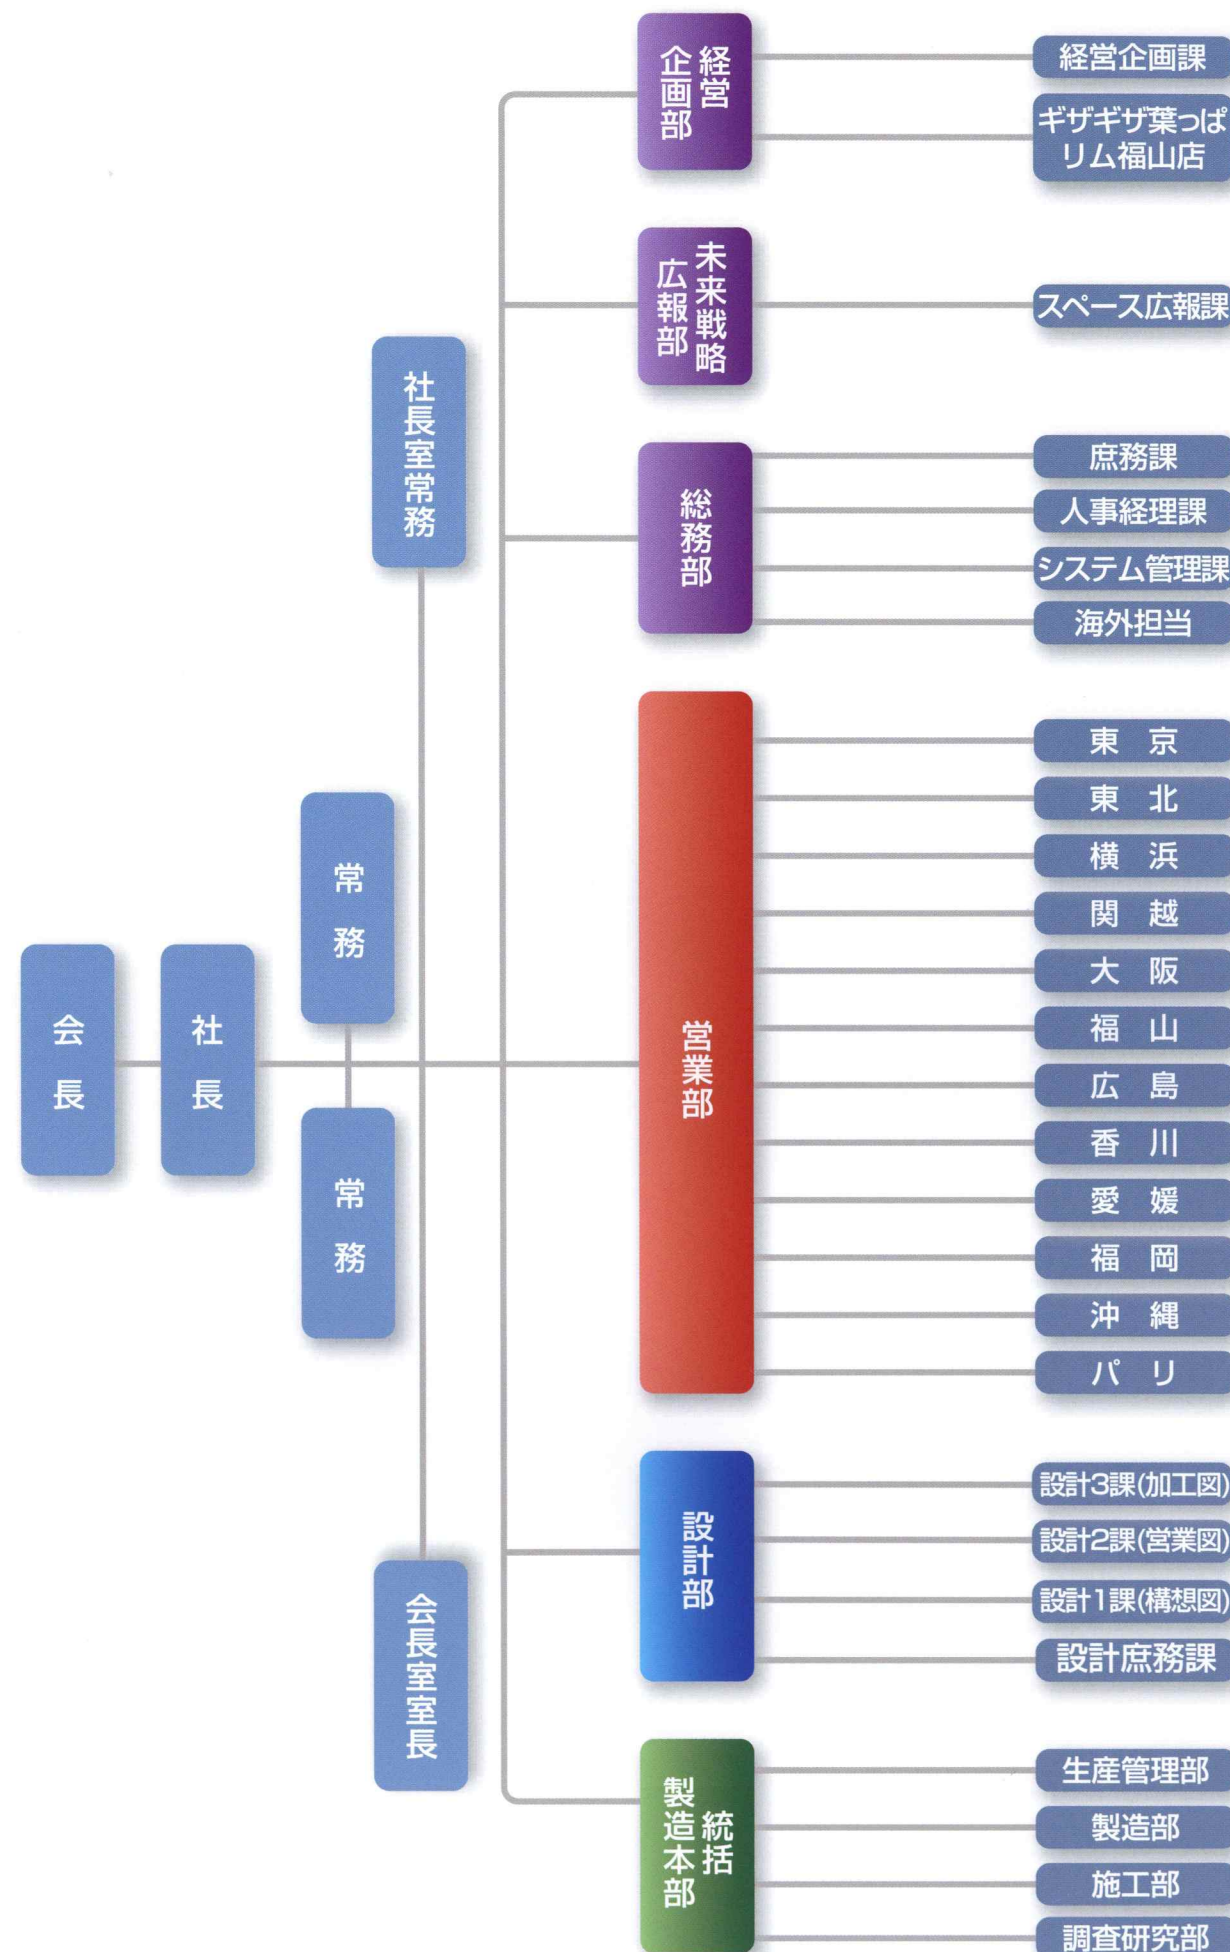 会長
社長
常務
常務
社長室常務
会長室室長
経営
企画部
経営企画課
ギザギザ葉っぱ
リム福山店
未来戦略
広報部
スペース広報課
総務部
庶務課
人事経理課
システム管理課
海外担当
営業部
東京
東北
横浜
関越
大阪
福山
広島
香川
愛媛
福岡
沖縄
パリ
設計部
設計3課(加工図)
設計2課(営業図)
設計1課(構想図)
設計庶務課
統括
製造本部
生産管理部
製造部
施工部
調査研究部